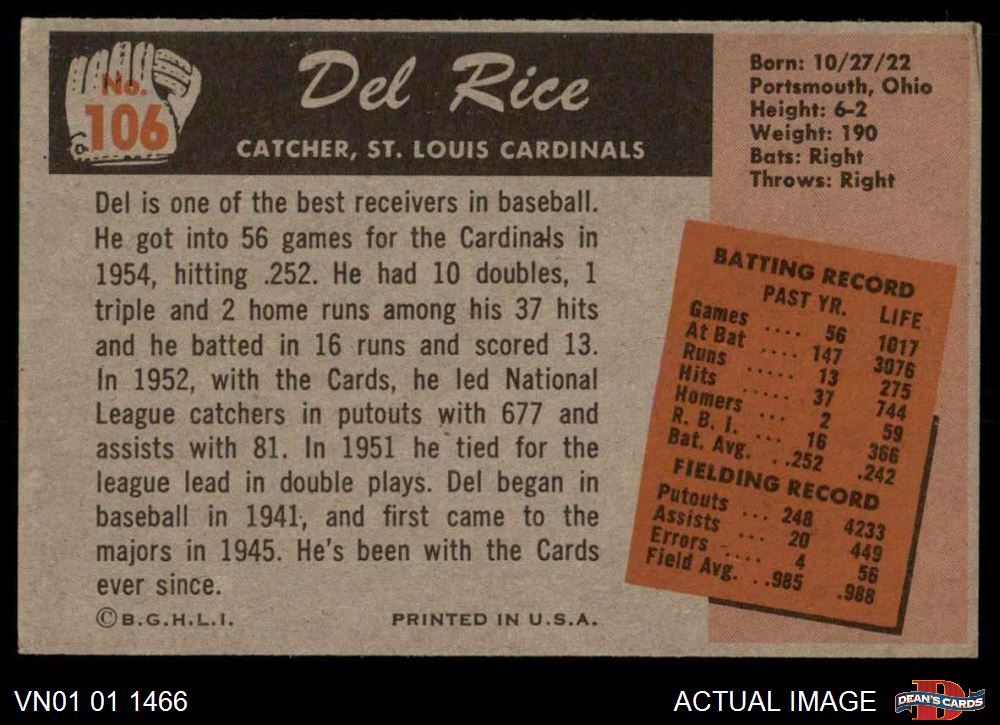 No.
106
Del Rice
CATCHER, ST. LOUIS CARDINALS
Born: 10/27/22
Portsmouth, Ohio
Height: 6-2
Weight: 190
Bats: Right
Throws: Right
Del is one of the best receivers in baseball.
He got into 56 games for the Cardinals in
1954, hitting .252. He had 10 doubles, 1
triple and 2 home runs among his 37 hits
and he batted in 16 runs and scored 13.
In 1952, with the Cards, he led National
League catchers in putouts with 677 and
assists with 81. In 1951 he tied for the
league lead in double plays. Del began in
baseball in 1941, and first came to the
majors in 1945. He's been with the Cards
ever since.
©B.G.H.L.I. PRINTED IN U.S.A.
BATTING RECORD
PAST YR. LIFE
Games .... 56 1017
At Bat .... 147 3076
Runs ..... 13 275
Hits ..... 37 744
Homers ... 2 59
R. B. I. ... 16 366
Bat. Avg. ..252 .242
FIELDING RECORD
Putouts ... 248 4233
Assists ... 20 449
Errors .... 4 56
Field Avg. ..985 .988
VN01 01 1466
ACTUAL IMAGE
D
DEAN'S CARDS